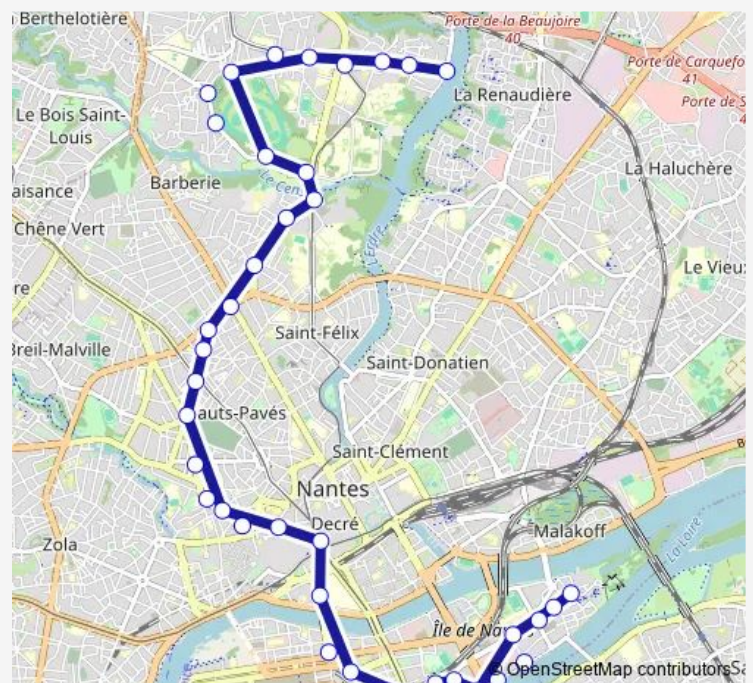 Berthelotière
Porte de la Beaujoire
40
Porte de Carquefo
41
Porte de S
La Renaudière
Le Bois Saint-
Louis
La Haluchère
Barberie
Le Cen
aisance
Chêne Vert
L'Erdre
Le Vieux
re
Saint-Félix
Breil-Malville
Saint-Donatien
auts-Pavés
Saint-Clément
Nantes
Decré
Malakoff
Zola
La Loire
Île de Na
© OpenStreetMap contributors